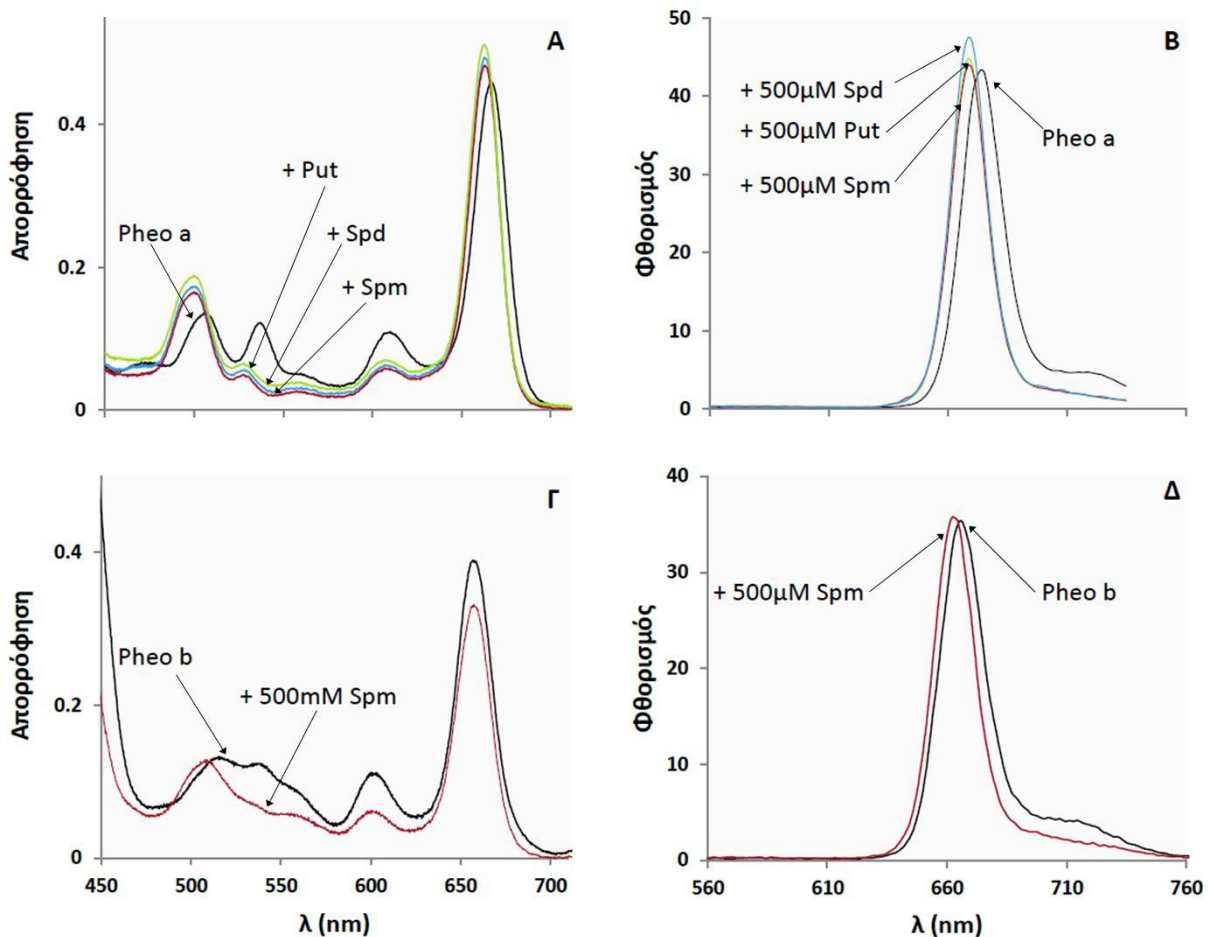 Α
Απορρόφηση
0.4
0.2
0
Pheo a
+ Put
+ Spd
+ Spm
Β
Φθορισμός
50
40
30
20
10
0
+ 500μM Spd
+ 500μM Put
+ 500μM Spm
Pheo a
Γ
Απορρόφηση
0.4
0.2
0
Pheo b
+ 500mM Spm
450
500
550
600
650
700
λ (nm)
Δ
Φθορισμός
40
30
20
10
0
+ 500μM Spm
Pheo b
560
610
660
710
760
λ (nm)